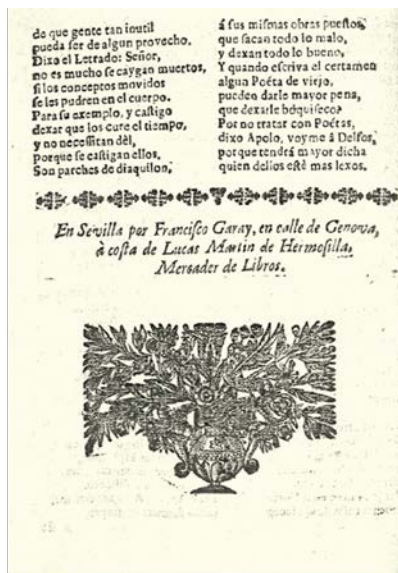 de que gente tan inutil
pueda ser de algun provecho.
Dixo el Letrado: Señor,
no es mucho se caygan muertos,
si los conceptos movidos
se les pudren en el cuerpo.
Para su exemplo, y castigo
dexar que los cure el tiempo,
y no necessitan dèl,
porque se castigan ellos.
Son parches de diaquilon,
á sus mismas obras puestos,
que sacan todo lo malo,
y dexan todo lo bueno.
Y quando escriva el certamen
algun Poéta de viejo,
pueden darle mayor pena,
que dexarle boquiseco?
Por no tratar con Poétas,
dixo Apolo, voyme á Delfos,
porque tendrá mayor dicha
quien dellos esté mas lexos.
En Sevilla por Francisco Garay, en calle de Genova,
à costa de Lucas Martin de Hermosilla,
Mercader de Libros.